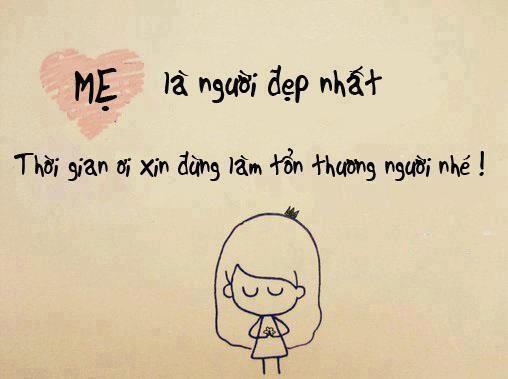 MẸ là người đẹp nhất
Thời gian ơi xin đừng làm tổn thương người nhé !